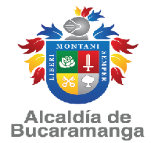 LIBERI MONTANI SEMPER
Alcaldía de
Bucaramanga